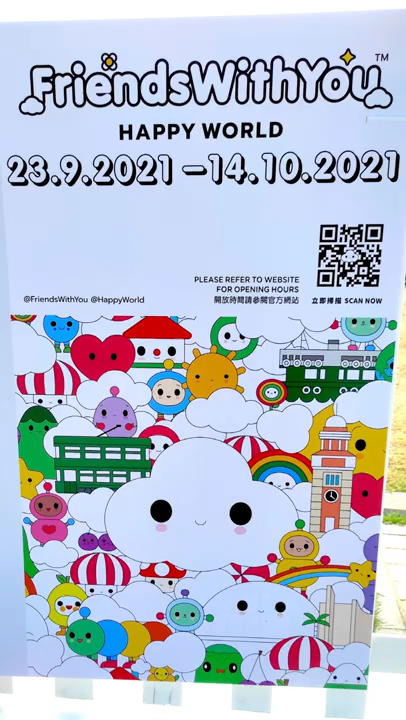 FriendsWithYou™
HAPPY WORLD
23.9.2021 – 14.10.2021
PLEASE REFER TO WEBSITE
FOR OPENING HOURS
開放時間請參閱官方網站
立即掃描 SCAN NOW
@FriendsWithYou @HappyWorld